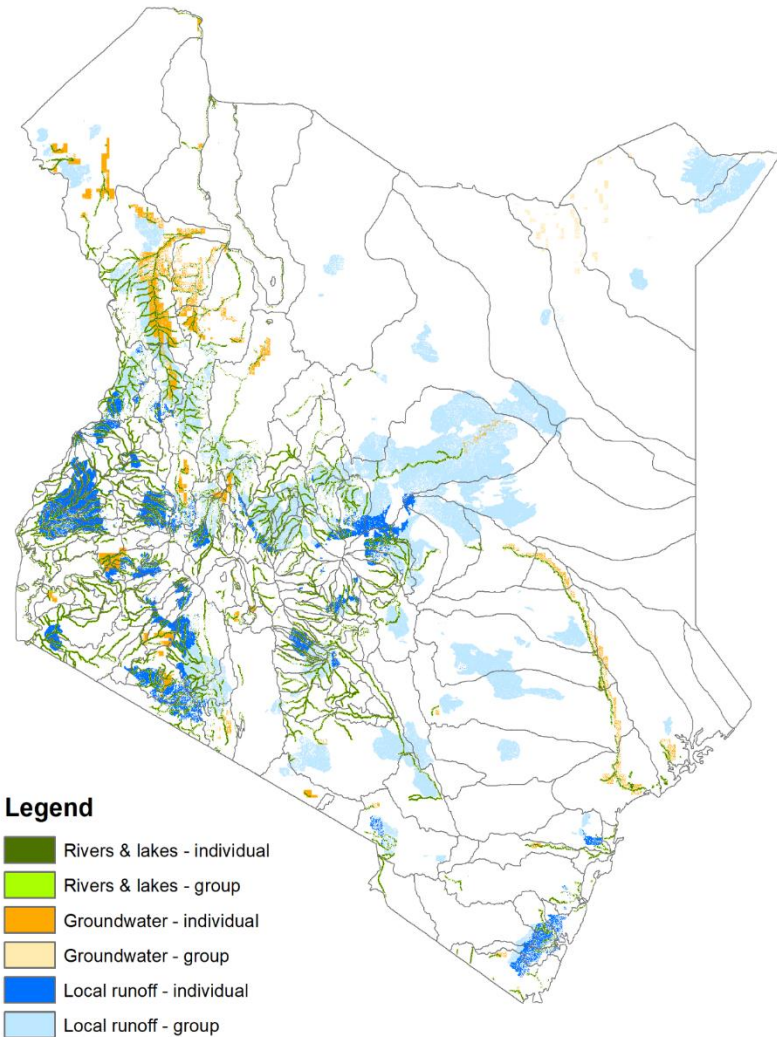 Legend
Rivers & lakes - individual
Rivers & lakes - group
Groundwater - individual
Groundwater - group
Local runoff - individual
Local runoff - group